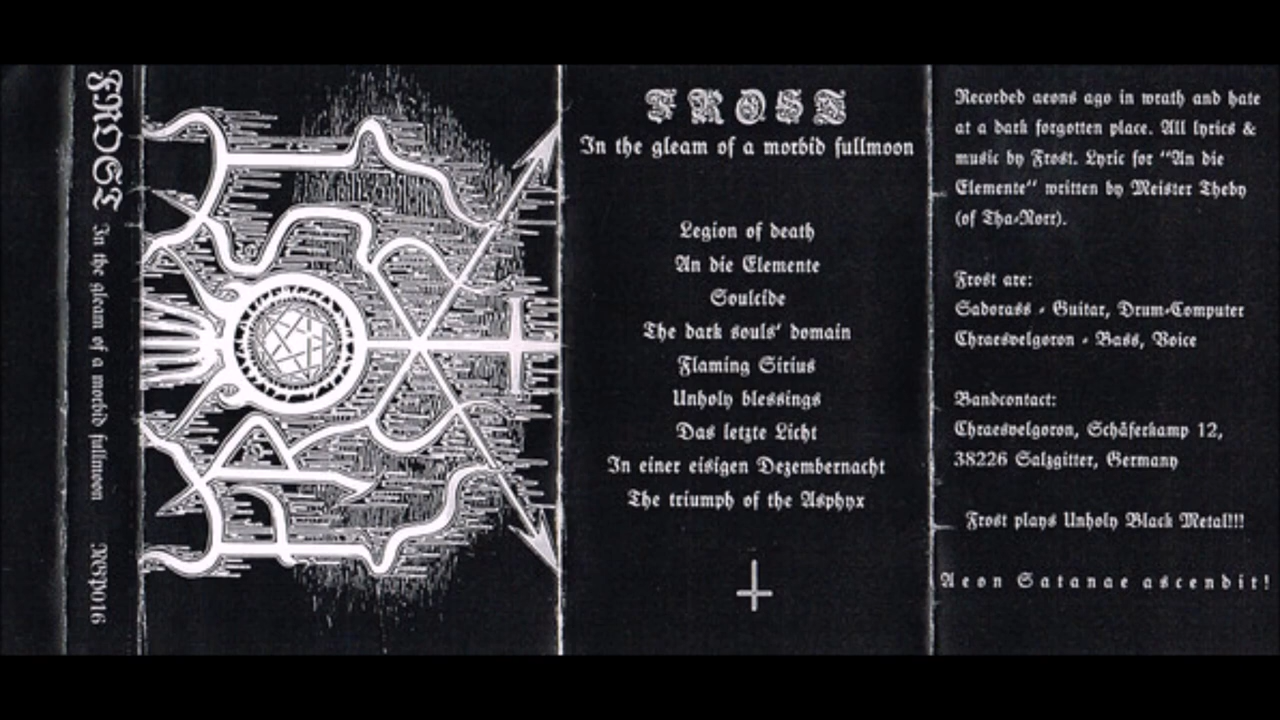 FROST In the gleam of a morbid fullmoon ASP016
FROST
In the gleam of a morbid fullmoon
Legion of death
An die Elemente
Soulcide
The dark souls' domain
Flaming Sirius
Unholy blessings
Das letzte Licht
In einer eisigen Dezembernacht
The triumph of the Asphyx
Recorded aeons ago in wrath and hate
at a dark forgotten place. All lyrics &
music by Frost. Lyric for "An die
Elemente" written by Meister Theby
(of Tha-Norr).
Frost are:
Sadorass - Guitar, Drum-Computer
Chraesvelgoron - Bass, Voice
Bandcontact:
Chraesvelgoron, Schäferkamp 12,
38226 Salzgitter, Germany
Frost plays Unholy Black Metal!!!
Aeon Satanae ascendit!